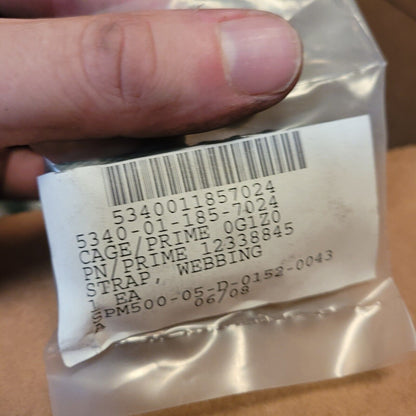 5340011857024
5340-01-185-7024
CAGE/PRIME 0G1Z0
PN/PRIME 12338845
STRAP, WEBBING
1 EA
SPM500-05-D-0152-0043
A 06/08